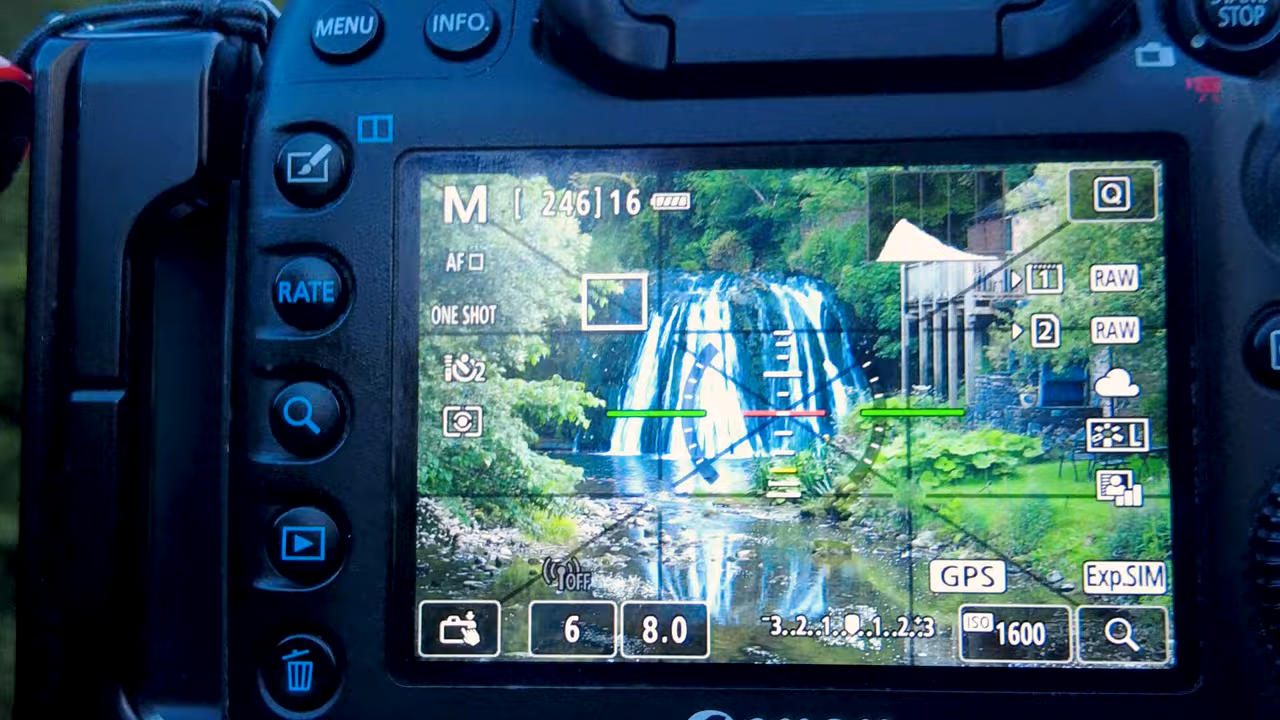 MENU
INFO.
STOP
M [ 246] 16
Q
AF
ONE SHOT
1 RAW
2 RAW
RATE
2
L
OFF
GPS
Exp.SIM
6
8.0
-3..2..1..0..1..2..+3
ISO 1600